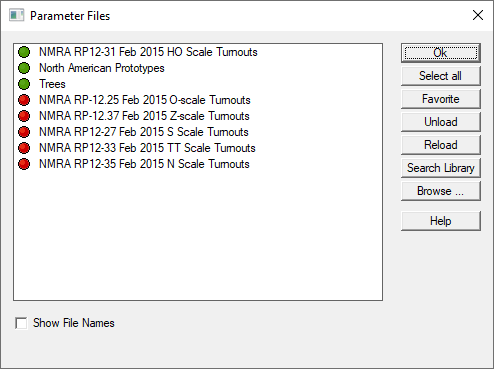 Parameter Files
NMRA RP12-31 Feb 2015 HO Scale Turnouts
North American Prototypes
Trees
NMRA RP-12.25 Feb 2015 O-scale Turnouts
NMRA RP-12.37 Feb 2015 Z-scale Turnouts
NMRA RP12-27 Feb 2015 S Scale Turnouts
NMRA RP12-33 Feb 2015 TT Scale Turnouts
NMRA RP12-35 Feb 2015 N Scale Turnouts
Ok
Select all
Favorite
Unload
Reload
Search Library
Browse ...
Help
Show File Names